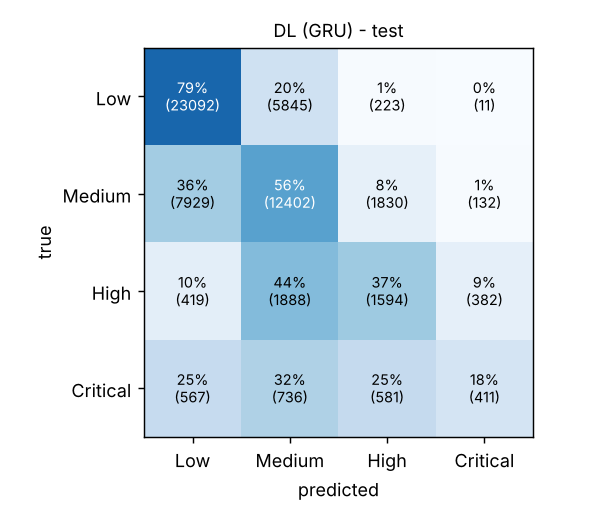 DL (GRU) - test
Low
79%
(23092)
20%
(5845)
1%
(223)
0%
(11)
Medium
36%
(7929)
56%
(12402)
8%
(1830)
1%
(132)
High
10%
(419)
44%
(1888)
37%
(1594)
9%
(382)
Critical
25%
(567)
32%
(736)
25%
(581)
18%
(411)
true
Low
Medium
High
Critical
predicted